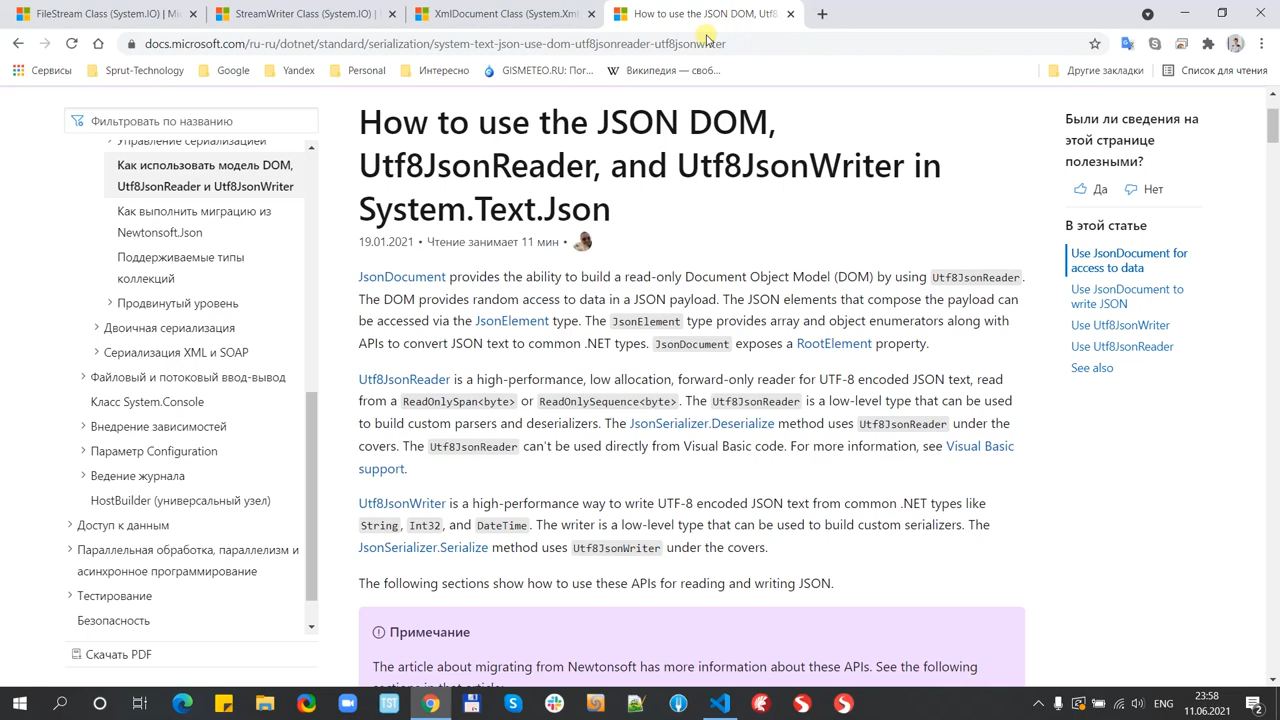 FileStream Class (System.IO) | Mi
StreamWriter Class (System.IO) |
XmlDocument Class (System.Xml
How to use the JSON DOM, Utf8
docs.microsoft.com/ru-ru/dotnet/standard/serialization/system-text-json-use-dom-utf8jsonreader-utf8jsonwriter
Сервисы
Sprut-Technology
Google
Yandex
Personal
Интересно
GISMETEO.RU: Пог...
W Википедия — своб...
Другие закладки
Список для чтения
Фильтровать по названию
Управление сериализацией
Как использовать модель DOM,
Utf8JsonReader и Utf8JsonWriter
Как выполнить миграцию из
Newtonsoft.Json
Поддерживаемые типы
коллекций
Продвинутый уровень
Двоичная сериализация
Сериализация XML и SOAP
Файловый и потоковый ввод-вывод
Класс System.Console
Внедрение зависимостей
Параметр Configuration
Ведение журнала
HostBuilder (универсальный узел)
Доступ к данным
Параллельная обработка, параллелизм и
асинхронное программирование
Тестирование
Безопасность
Скачать PDF
How to use the JSON DOM,
Utf8JsonReader, and Utf8JsonWriter in
System.Text.Json
19.01.2021 • Чтение занимает 11 мин •
JsonDocument provides the ability to build a read-only Document Object Model (DOM) by using Utf8JsonReader.
The DOM provides random access to data in a JSON payload. The JSON elements that compose the payload can
be accessed via the JsonElement type. The JsonElement type provides array and object enumerators along with
APIs to convert JSON text to common .NET types. JsonDocument exposes a RootElement property.
Utf8JsonReader is a high-performance, low allocation, forward-only reader for UTF-8 encoded JSON text, read
from a ReadOnlySpan<byte> or ReadOnlySequence<byte>. The Utf8JsonReader is a low-level type that can be used
to build custom parsers and deserializers. The JsonSerializer.Deserialize method uses Utf8JsonReader under the
covers. The Utf8JsonReader can't be used directly from Visual Basic code. For more information, see Visual Basic
support.
Utf8JsonWriter is a high-performance way to write UTF-8 encoded JSON text from common .NET types like
String, Int32, and DateTime. The writer is a low-level type that can be used to build custom serializers. The
JsonSerializer.Serialize method uses Utf8JsonWriter under the covers.
The following sections show how to use these APIs for reading and writing JSON.
Примечание
The article about migrating from Newtonsoft has more information about these APIs. See the following
sections in that article:
Были ли сведения на
этой странице
полезными?
Да
Нет
В этой статье
Use JsonDocument for
access to data
Use JsonDocument to
write JSON
Use Utf8JsonWriter
Use Utf8JsonReader
See also
1ST
ENG
23:58
11.06.2021
2